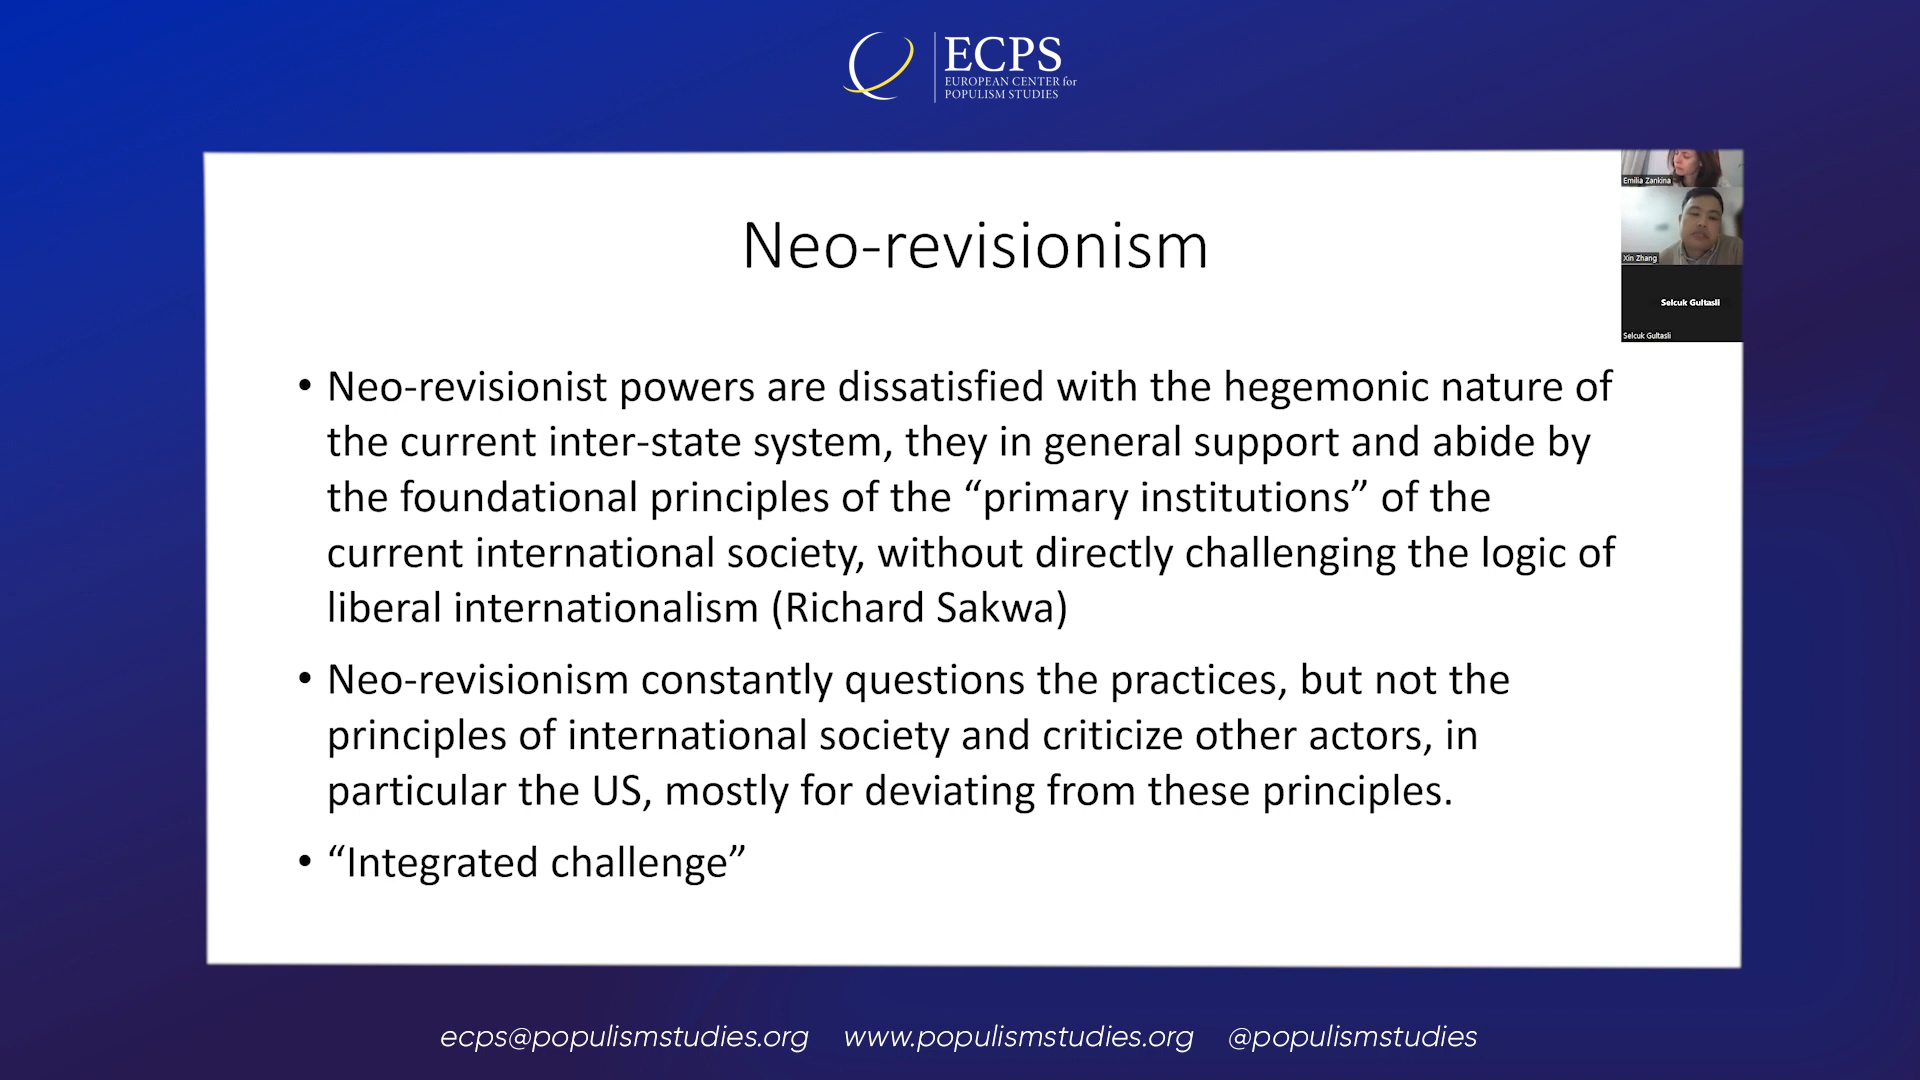 ECPS
EUROPEAN CENTER for
POPULISM STUDIES
Neo-revisionism
Emilia Zankina
Xin Zhang
Selcuk Gultasli
Selcuk Gultasli
• Neo-revisionist powers are dissatisfied with the hegemonic nature of
the current inter-state system, they in general support and abide by
the foundational principles of the “primary institutions” of the
current international society, without directly challenging the logic of
liberal internationalism (Richard Sakwa)
• Neo-revisionism constantly questions the practices, but not the
principles of international society and criticize other actors, in
particular the US, mostly for deviating from these principles.
• “Integrated challenge”
ecps@populismstudies.org www.populismstudies.org @populismstudies